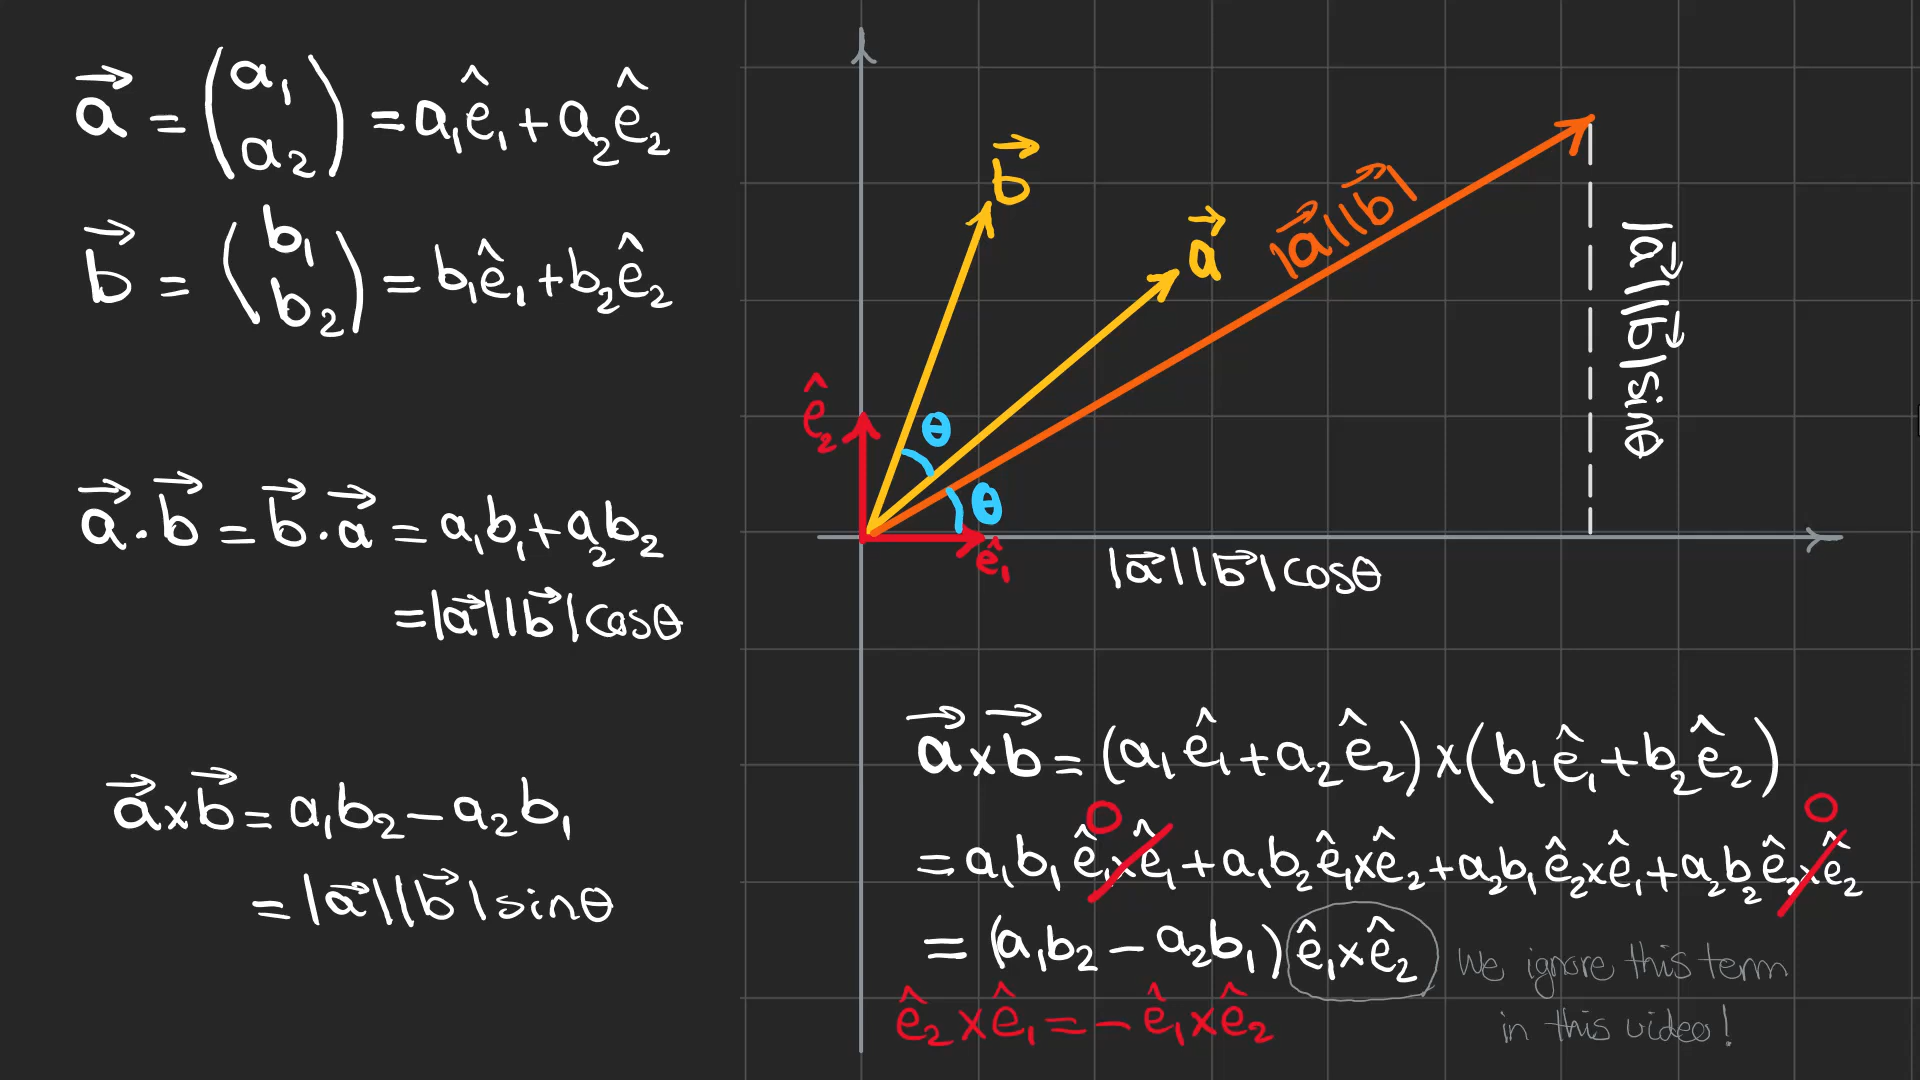 a⃗ = (a₁ a₂) = a₁ê₁ + a₂ê₂
b⃗ = (b₁ b₂) = b₁ê₁ + b₂ê₂
a⃗·b⃗ = b⃗·a⃗ = a₁b₁ + a₂b₂
= |a⃗||b⃗|cosθ
a⃗×b⃗ = a₁b₂ − a₂b₁
= |a⃗||b⃗|sinθ
b⃗
a⃗
|a⃗||b⃗|
|a⃗||b⃗|sinθ
ê₂
θ
θ
ê₁
|a⃗||b⃗|cosθ
a⃗×b⃗ = (a₁ê₁ + a₂ê₂)×(b₁ê₁ + b₂ê₂)
0 0
= a₁b₁ê₁×ê₁ + a₁b₂ê₁×ê₂ + a₂b₁ê₂×ê₁ + a₂b₂ê₂×ê₂
= (a₁b₂ − a₂b₁)ê₁×ê₂ We ignore this term
in this video!
ê₂×ê₁ = −ê₁×ê₂